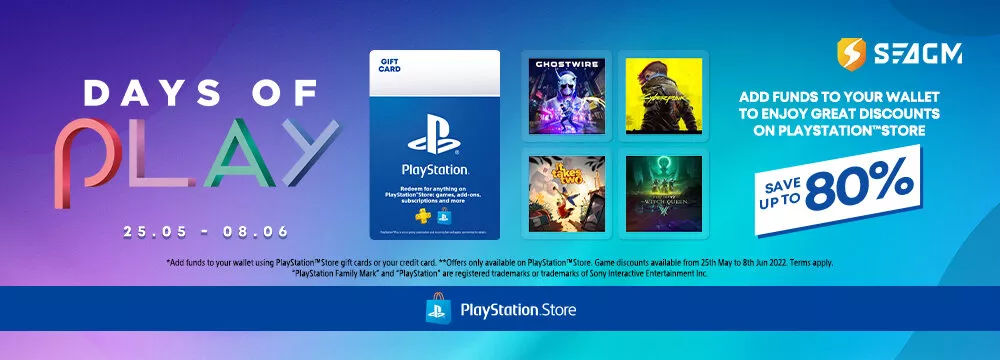 DAYS OF
PLAY
25.05 - 08.06
GIFT
CARD
PlayStation.
Redeem for anything on
PlayStation™Store: games, add-ons,
subscriptions and more
GHOSTWIRE
Cyberpunk
it
takes
two
WITCH QUEEN
SEAGM
ADD FUNDS TO YOUR WALLET
TO ENJOY GREAT DISCOUNTS
ON PLAYSTATION™STORE
SAVE
UP TO
80%
*Add funds to your wallet using PlayStation™Store gift cards or your credit card. **Offers only available on PlayStation™Store. Game discounts available from 25th May to 8th Jun 2022. Terms apply.
"PlayStation Family Mark" and "PlayStation" are registered trademarks or trademarks of Sony Interactive Entertainment Inc.
PlayStation.Store